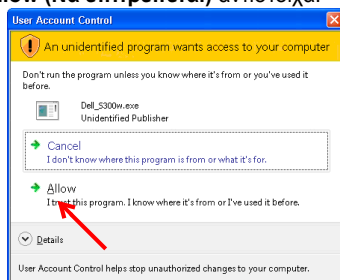 (Να επιτρέπεται)
User Account Control
An unidentified program wants access to your computer
Don't run the program unless you know where it's from or you've used it
before.
Dell_S300w.exe
Unidentified Publisher
Cancel
I don't know where this program is from or what it's for.
Allow
I trust this program. I know where it's from or I've used it before.
Details
User Account Control helps stop unauthorized changes to your computer.